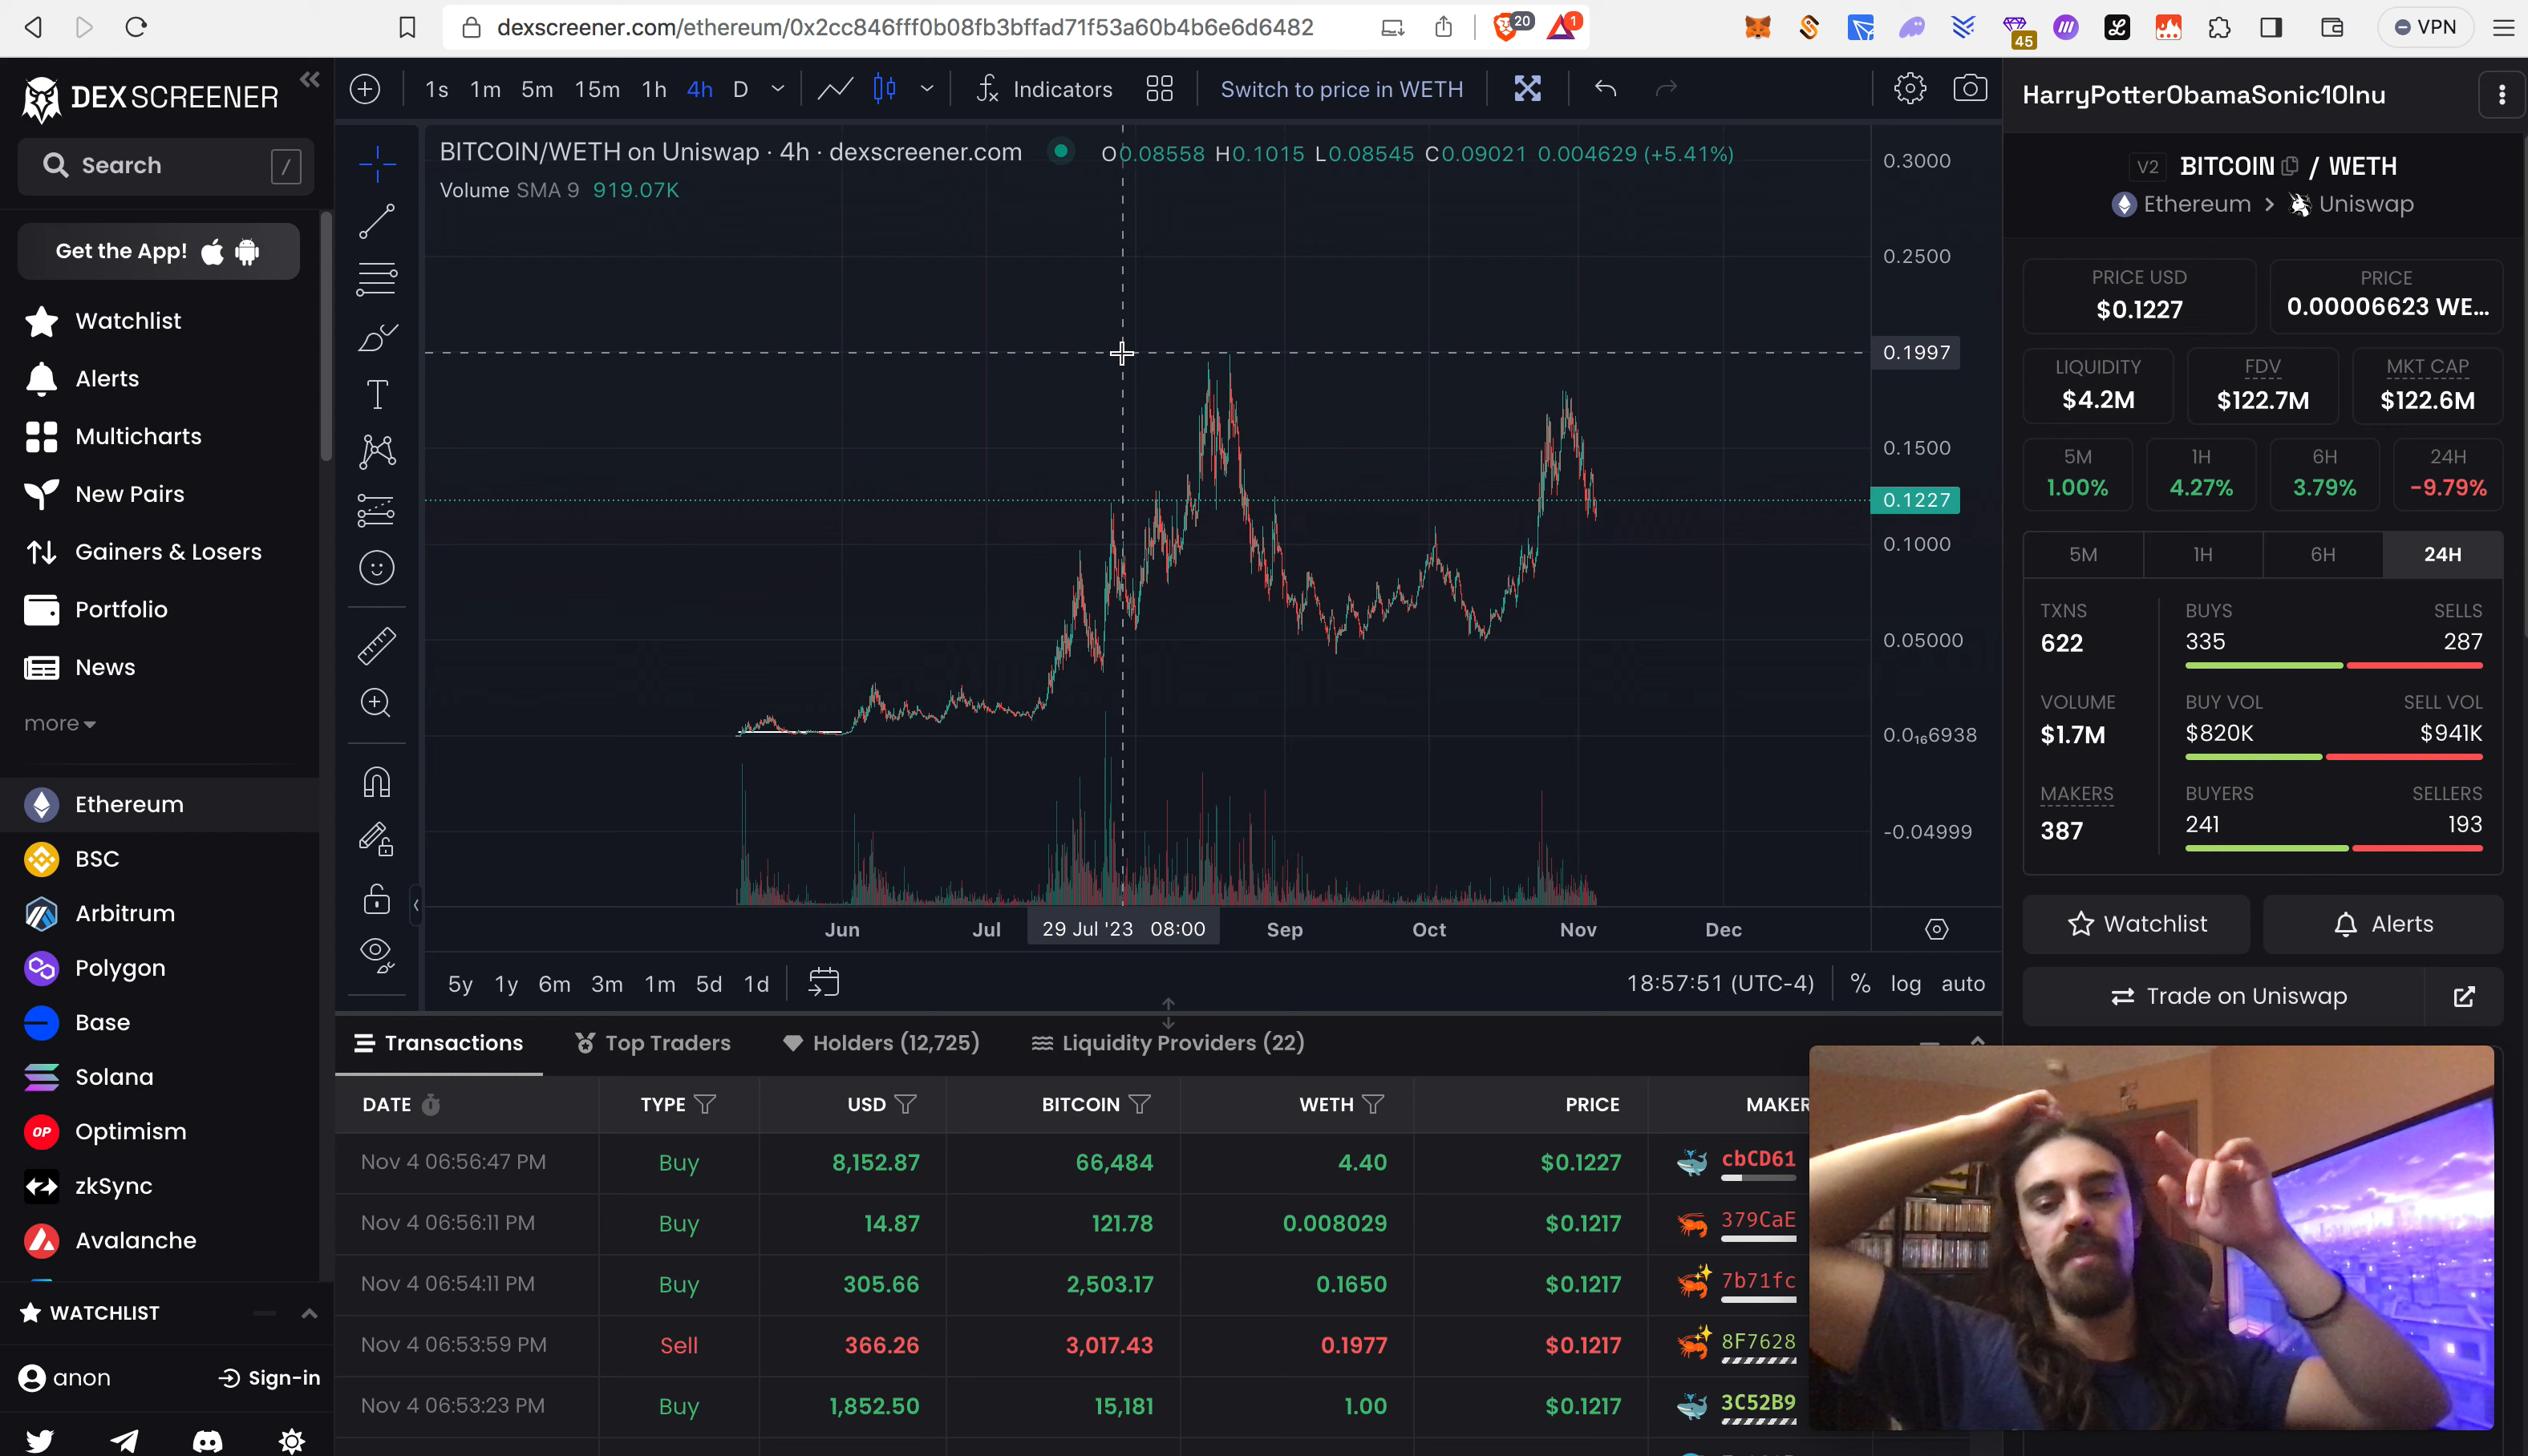 dexscreener.com/ethereum/0x2cc846fff0b08fb3bffad71f53a60b4b6e6d6482
20
1
45
VPN
DEX SCREENER
Search /
Get the App!
Watchlist
Alerts
Multicharts
New Pairs
Gainers & Losers
Portfolio
News
more
Ethereum
BSC
Arbitrum
Polygon
Base
Solana
OP Optimism
zkSync
Avalanche
WATCHLIST
anon Sign-in
1s 1m 5m 15m 1h 4h D Indicators Switch to price in WETH
BITCOIN/WETH on Uniswap · 4h · dexscreener.com O0.08558 H0.1015 L0.08545 C0.09021 0.004629 (+5.41%)
Volume SMA 9 919.07K
0.3000
0.2500
0.1997
0.1500
0.1227
0.1000
0.05000
0.0₁₆6938
-0.04999
Jun Jul 29 Jul '23 08:00 Sep Oct Nov Dec
5y 1y 6m 3m 1m 5d 1d 18:57:51 (UTC-4) % log auto
Transactions Top Traders Holders (12,725) Liquidity Providers (22)
DATE TYPE USD BITCOIN WETH PRICE MAKER
Nov 4 06:56:47 PM Buy 8,152.87 66,484 4.40 $0.1227 cbCD61
Nov 4 06:56:11 PM Buy 14.87 121.78 0.008029 $0.1217 379CaE
Nov 4 06:54:11 PM Buy 305.66 2,503.17 0.1650 $0.1217 7b71fc
Nov 4 06:53:59 PM Sell 366.26 3,017.43 0.1977 $0.1217 8F7628
Nov 4 06:53:23 PM Buy 1,852.50 15,181 1.00 $0.1217 3C52B9
HarryPotterObamaSonic10Inu
V2 BITCOIN / WETH
Ethereum > Uniswap
PRICE USD PRICE
$0.1227 0.00006623 WE...
LIQUIDITY FDV MKT CAP
$4.2M $122.7M $122.6M
5M 1H 6H 24H
1.00% 4.27% 3.79% -9.79%
5M 1H 6H 24H
TXNS BUYS SELLS
622 335 287
VOLUME BUY VOL SELL VOL
$1.7M $820K $941K
MAKERS BUYERS SELLERS
387 241 193
Watchlist Alerts
Trade on Uniswap